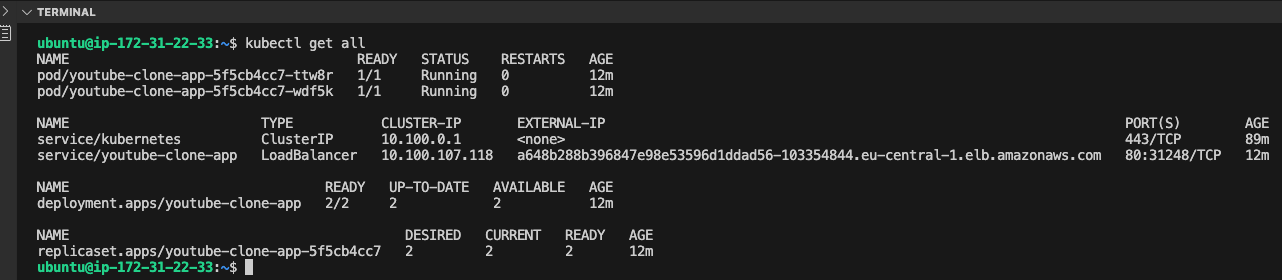 TERMINAL
ubuntu@ip-172-31-22-33:~$ kubectl get all
NAME READY STATUS RESTARTS AGE
pod/youtube-clone-app-5f5cb4cc7-ttw8r 1/1 Running 0 12m
pod/youtube-clone-app-5f5cb4cc7-wdf5k 1/1 Running 0 12m
NAME TYPE CLUSTER-IP EXTERNAL-IP PORT(S) AGE
service/kubernetes ClusterIP 10.100.0.1 <none> 443/TCP 89m
service/youtube-clone-app LoadBalancer 10.100.107.118 a648b288b396847e98e53596d1ddad56-103354844.eu-central-1.elb.amazonaws.com 80:31248/TCP 12m
NAME READY UP-TO-DATE AVAILABLE AGE
deployment.apps/youtube-clone-app 2/2 2 2 12m
NAME DESIRED CURRENT READY AGE
replicaset.apps/youtube-clone-app-5f5cb4cc7 2 2 2 12m
ubuntu@ip-172-31-22-33:~$